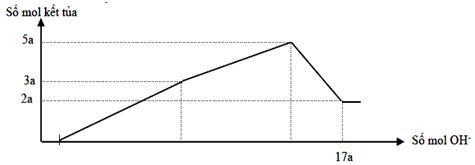 Số mol kết tủa
5a
3a
2a
Số mol OH-
17a